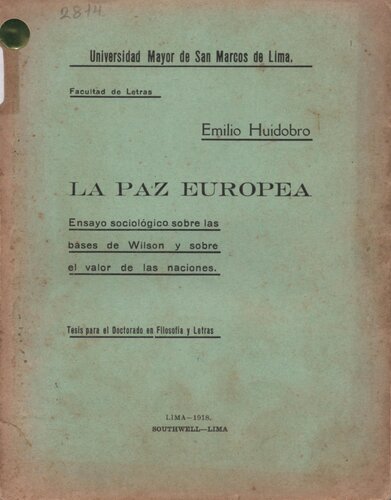 2814
Universidad Mayor de San Marcos de Lima.
Facultad de Letras
Emilio Huidobro
LA PAZ EUROPEA
Ensayo sociológico sobre las
bàses de Wilson y sobre
el valor de las naciones.
Tesis para el Doctorado en Filosofía y Letras
LIMA—1918.
SOUTHWELL—LIMA